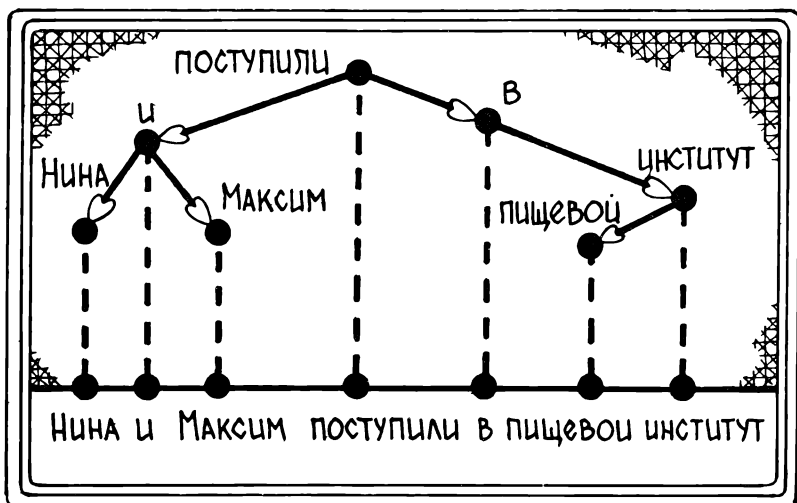 поступили
и
в
Нина
Максим
институт
пищевой
Нина и Максим поступили в пищевой институт